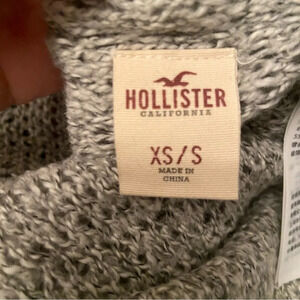 HOLLISTER
CALIFORNIA
XS/S
MADE IN
CHINA